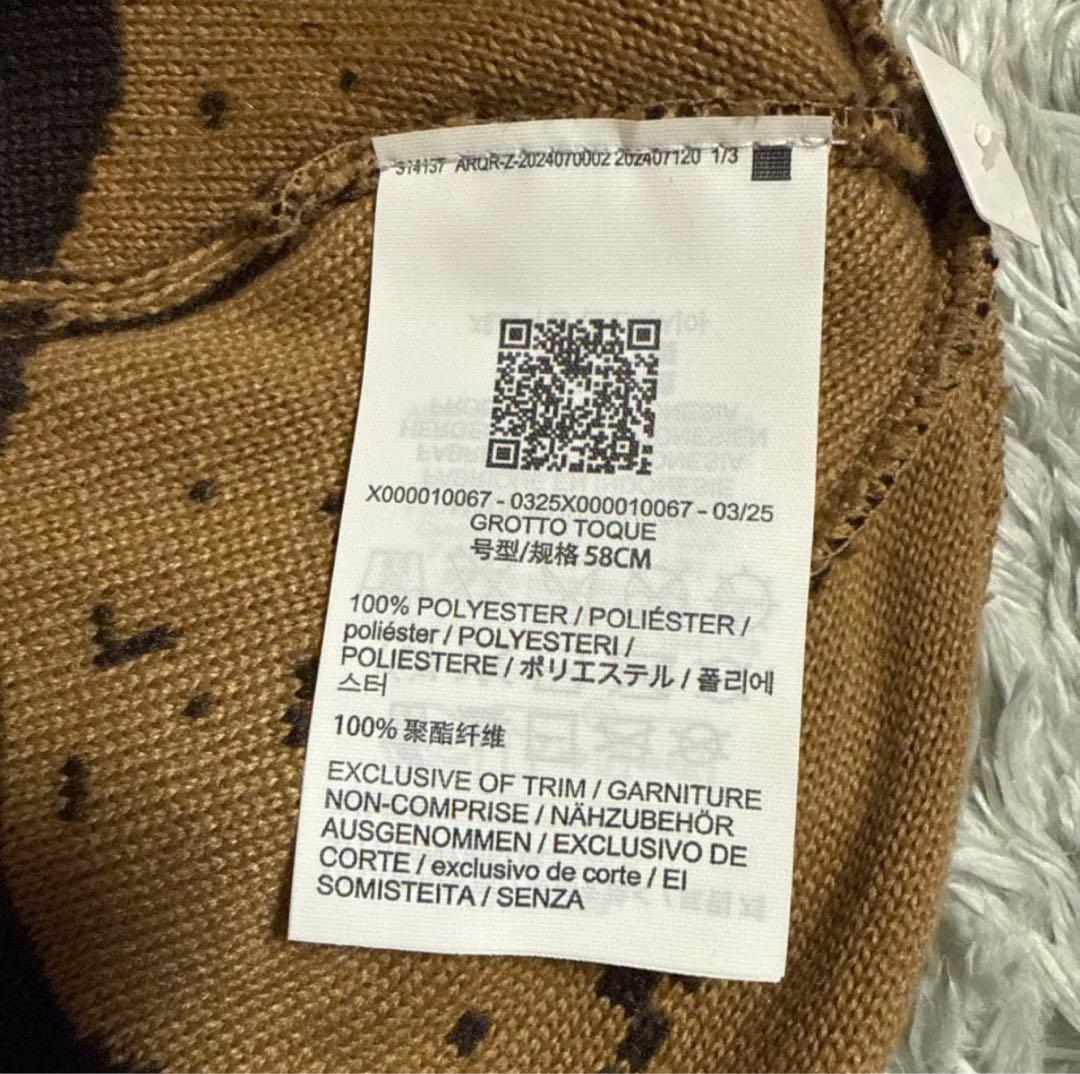 314137 ARQR-Z-2024070002 202407120 1/3
X000010067 - 0325X000010067 - 03/25
GROTTO TOQUE
号型/规格 58CM
100% POLYESTER / POLIÉSTER /
poliéster / POLYESTERI /
POLIESTERE / ポリエステル / 폴리에
스터
100% 聚酯纤维
EXCLUSIVE OF TRIM / GARNITURE
NON-COMPRISE / NÄHZUBEHÖR
AUSGENOMMEN / EXCLUSIVO DE
CORTE / exclusivo de corte / EI
SOMISTEITA / SENZA